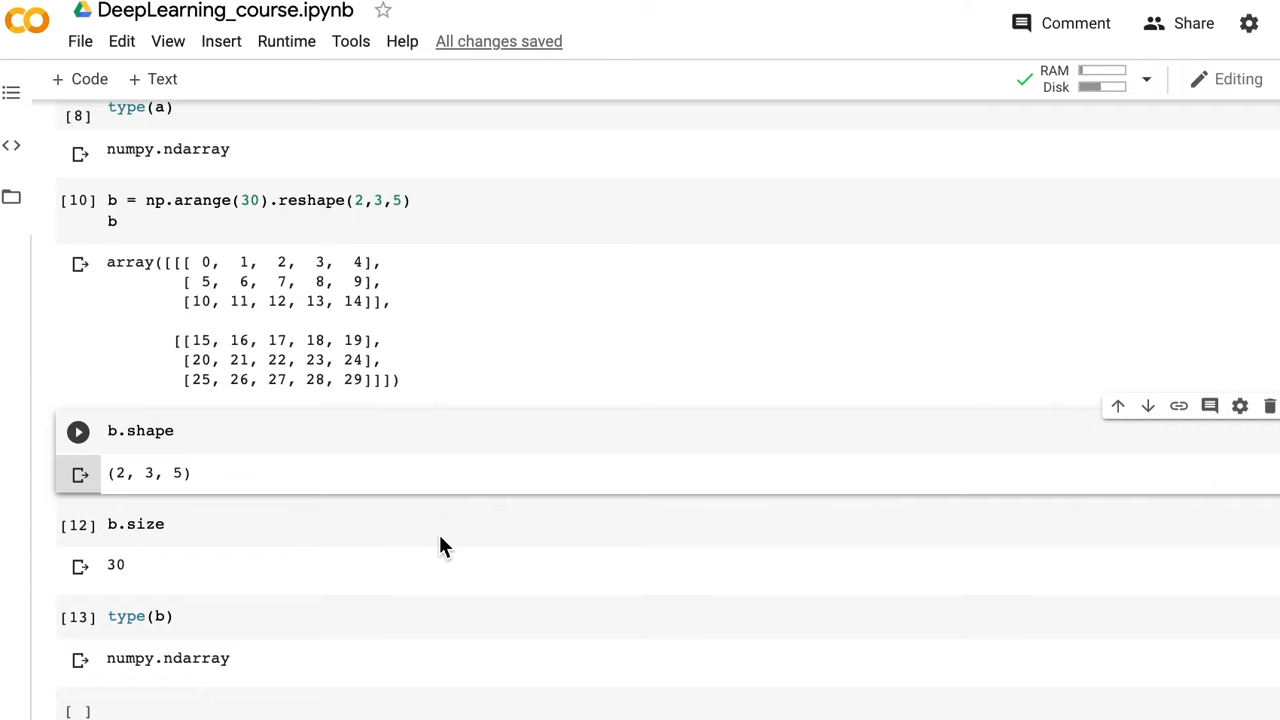 DeepLearning_course.ipynb
File Edit View Insert Runtime Tools Help All changes saved
Comment Share
+ Code + Text
RAM
Disk
Editing
[8] type(a)
numpy.ndarray
[10] b = np.arange(30).reshape(2,3,5)
b
array([[[ 0, 1, 2, 3, 4],
[ 5, 6, 7, 8, 9],
[10, 11, 12, 13, 14]],
[[15, 16, 17, 18, 19],
[20, 21, 22, 23, 24],
[25, 26, 27, 28, 29]]])
b.shape
(2, 3, 5)
[12] b.size
30
[13] type(b)
numpy.ndarray
[ ]